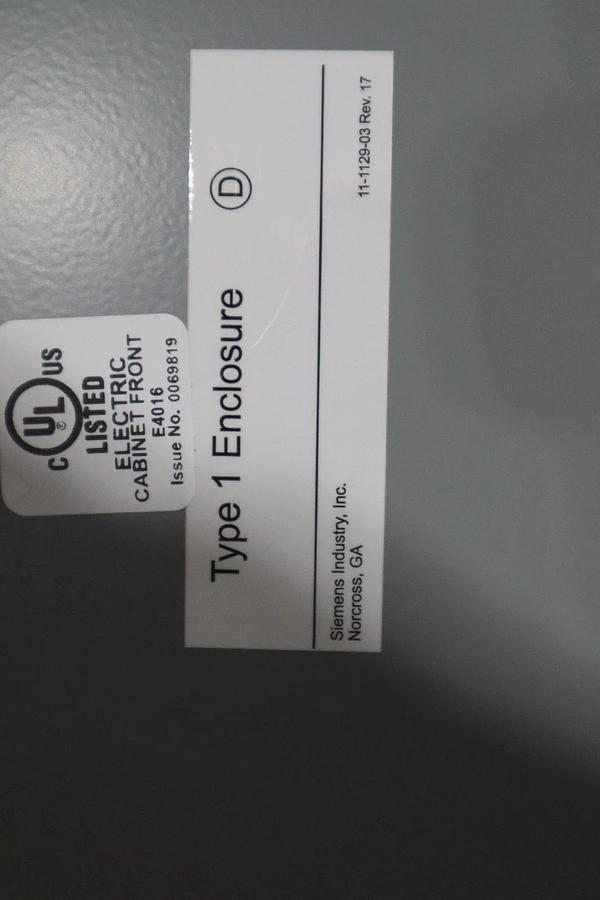 C UL US
®
LISTED
ELECTRIC
CABINET FRONT
E4016
Issue No. 0069819
Type 1 Enclosure D
Siemens Industry, Inc.
Norcross, GA
11-1129-03 Rev. 17